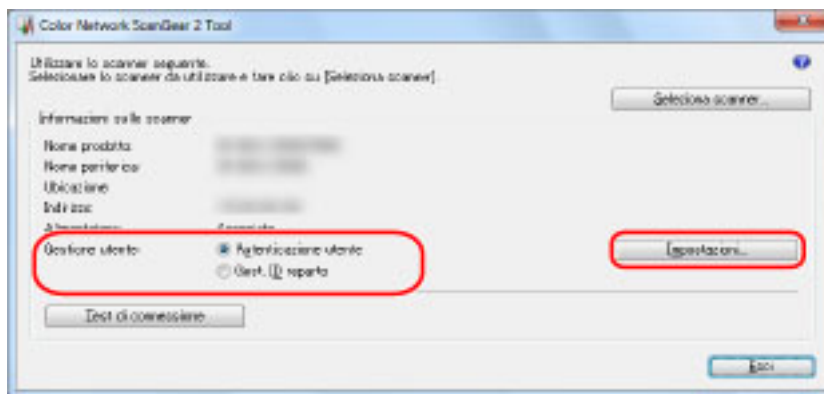 Color Network ScanGear 2 Tool
Utilizzare lo scanner seguente.
Selezionare lo scanner da utilizzare e fare clic su [Seleziona scanner].
Seleziona scanner...
Informazioni sullo scanner
Nome prodotto:
Nome periferica:
Ubicazione:
Indirizzo:
Alimentazione:
Gestione utente:
Autenticazione utente
Impostazioni...
Gest. ID reparto
Test di connessione
Esci